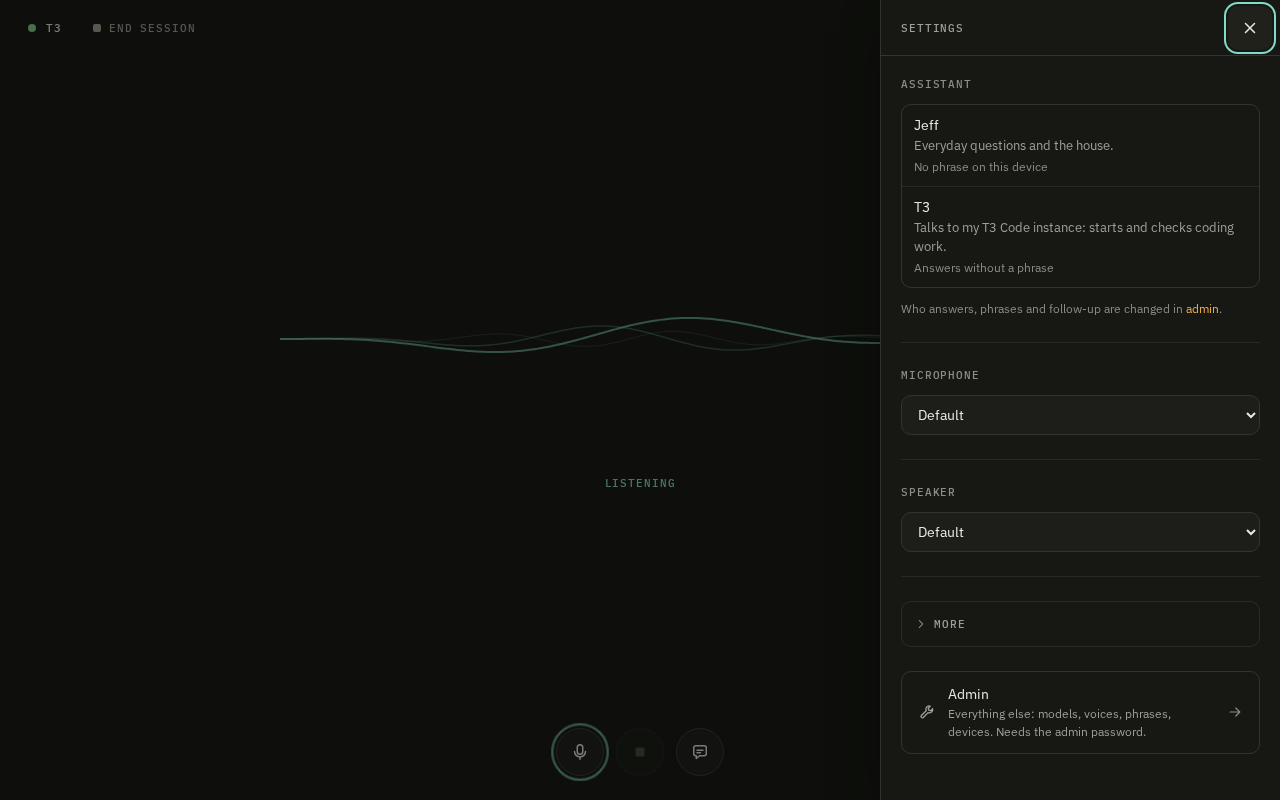 T3
END SESSION
SETTINGS
ASSISTANT
Jeff
Everyday questions and the house.
No phrase on this device
T3
Talks to my T3 Code instance: starts and checks coding
work.
Answers without a phrase
Who answers, phrases and follow-up are changed in admin.
MICROPHONE
Default
LISTENING
SPEAKER
Default
MORE
Admin
Everything else: models, voices, phrases,
devices. Needs the admin password.